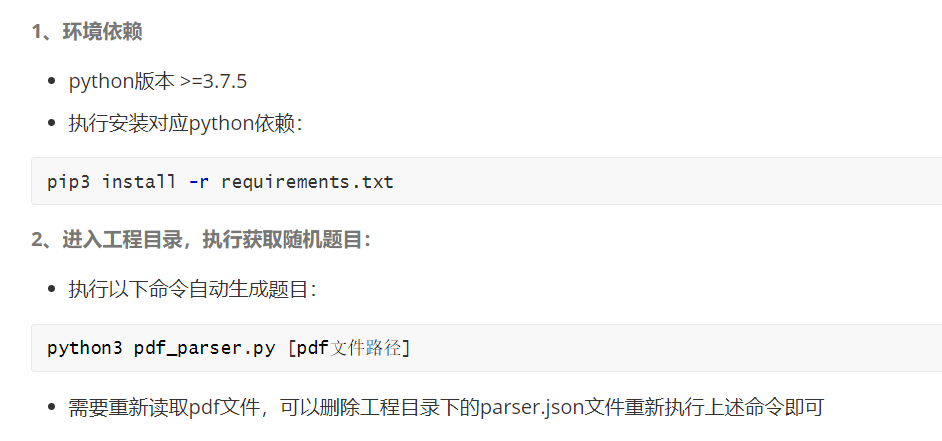 1、环境依赖
python版本 >=3.7.5
执行安装对应python依赖：
pip3 install -r requirements.txt
2、进入工程目录，执行获取随机题目：
执行以下命令自动生成题目：
python3 pdf_parser.py [pdf文件路径]
需要重新读取pdf文件，可以删除工程目录下的parser.json文件重新执行上述命令即可